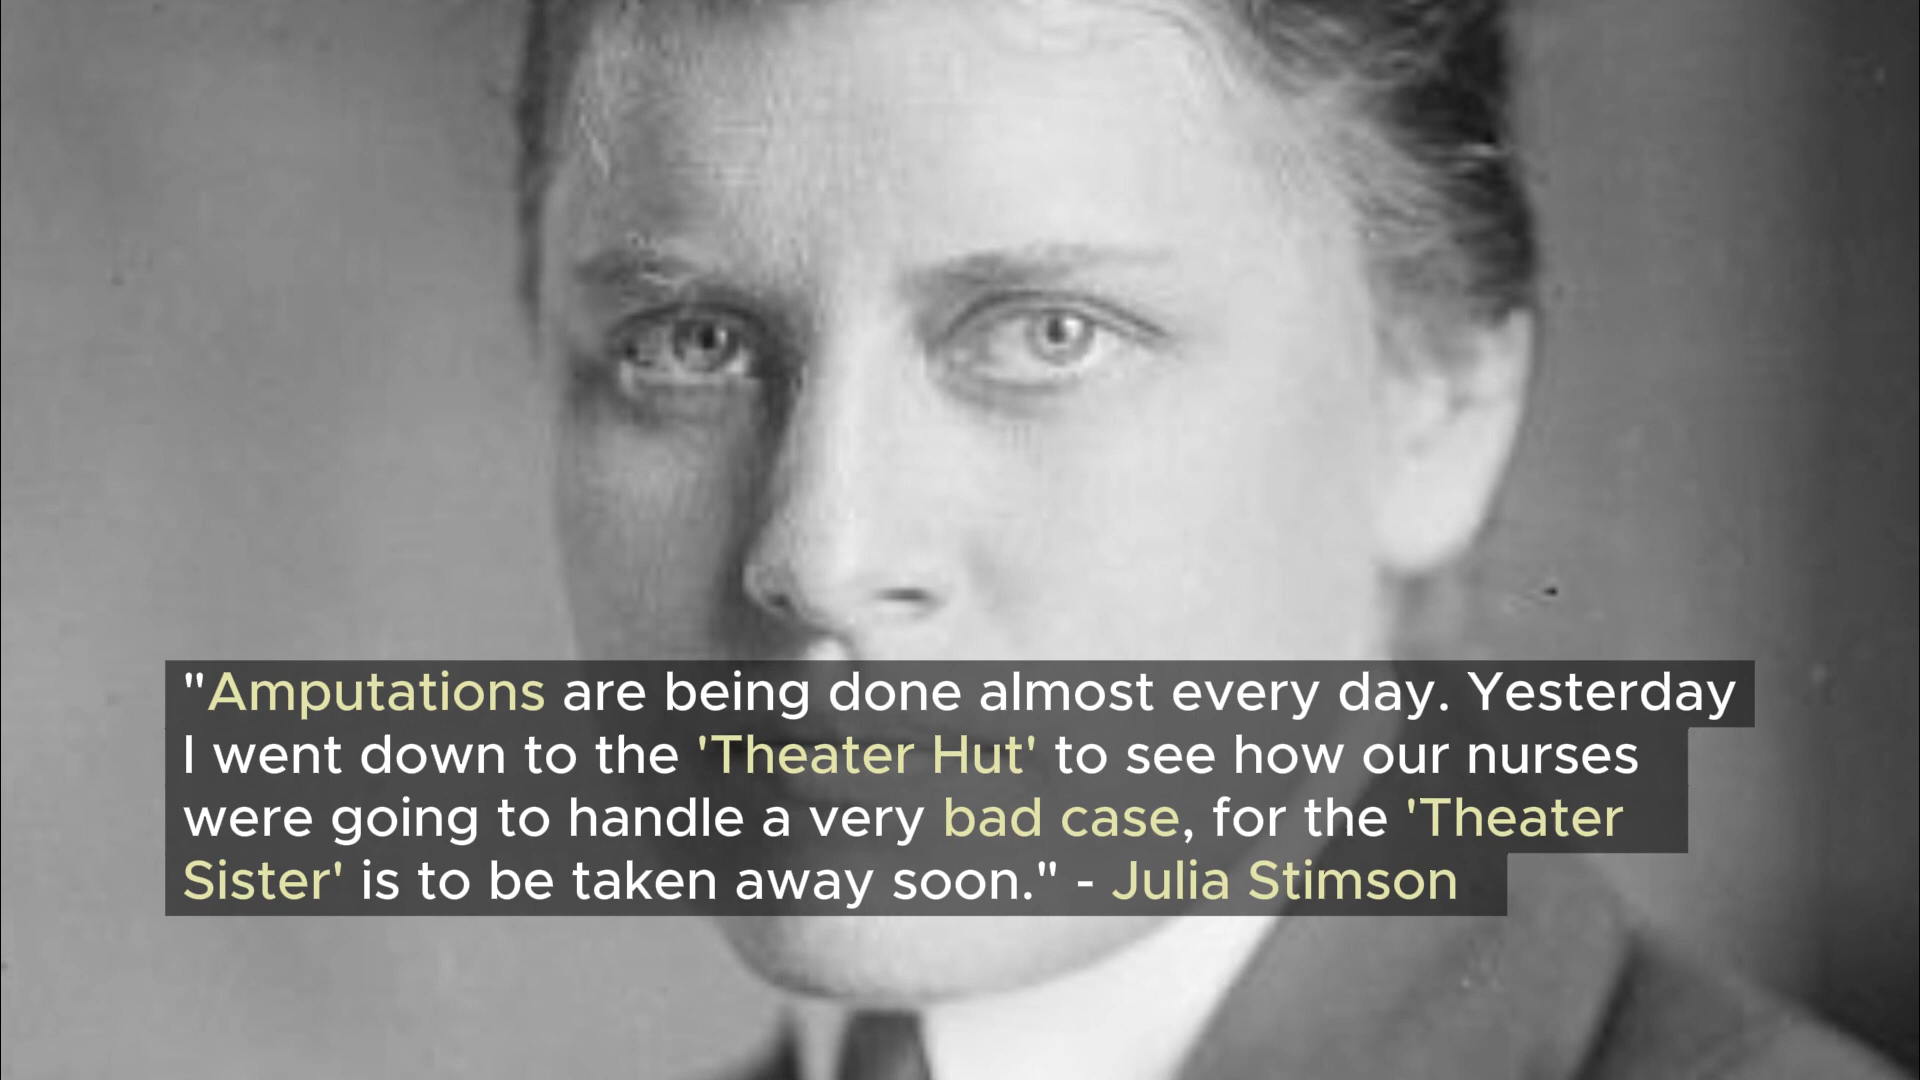 "Amputations are being done almost every day. Yesterday
I went down to the 'Theater Hut' to see how our nurses
were going to handle a very bad case, for the 'Theater
Sister' is to be taken away soon." - Julia Stimson